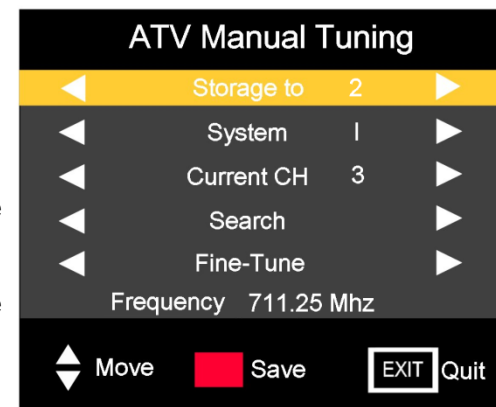 ATV Manual Tuning
Storage to 2
System I
Current CH 3
Search
Fine-Tune
Frequency 711.25 Mhz
Move Save EXIT Quit